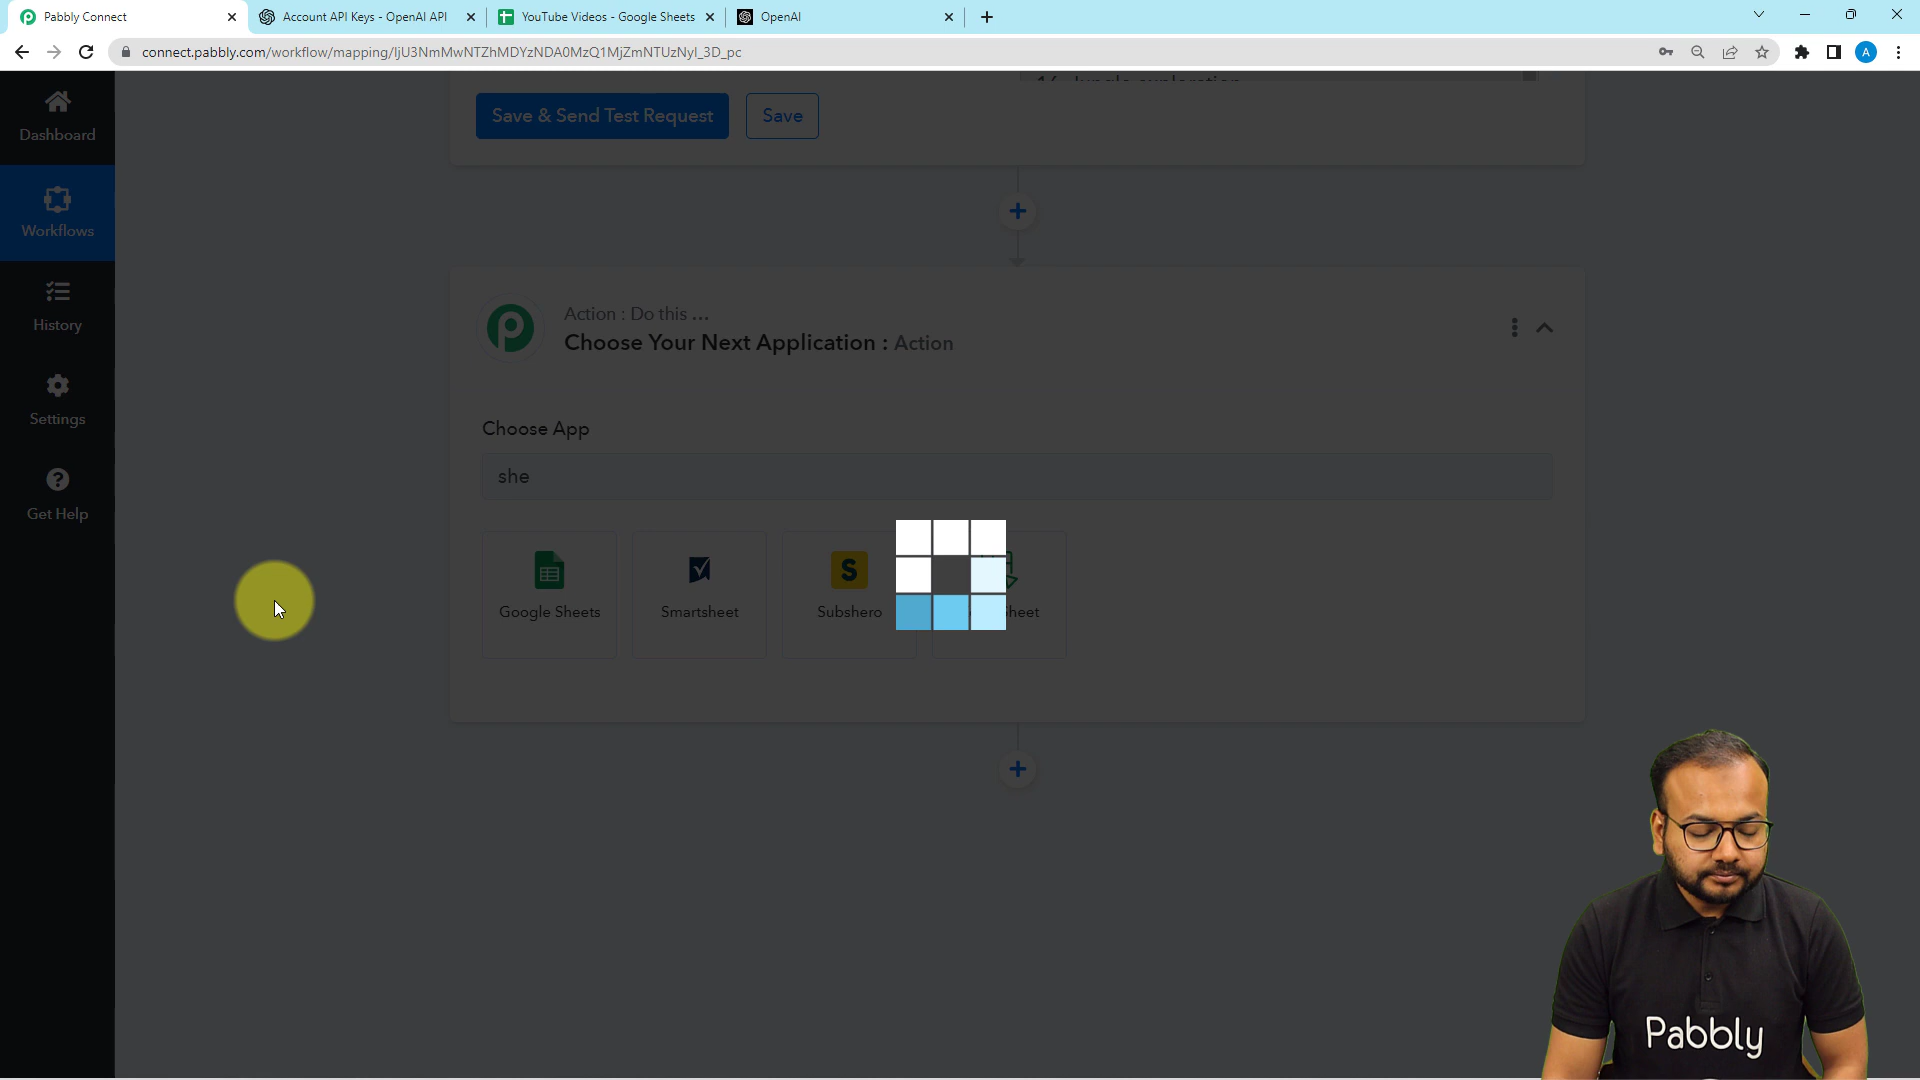 Pabbly Connect
Account API Keys - OpenAI API
YouTube Videos - Google Sheets
OpenAI
connect.pabbly.com/workflow/mapping/IjU3NmMwNTZhMDYzNDA0MzQ1MjZmNTUzNyI_3D_pc
A
Dashboard
Workflows
History
Settings
Get Help
Save & Send Test Request
Save
Action : Do this ...
Choose Your Next Application : Action
Choose App
she
Google Sheets
Smartsheet
Subshero
Pabbly